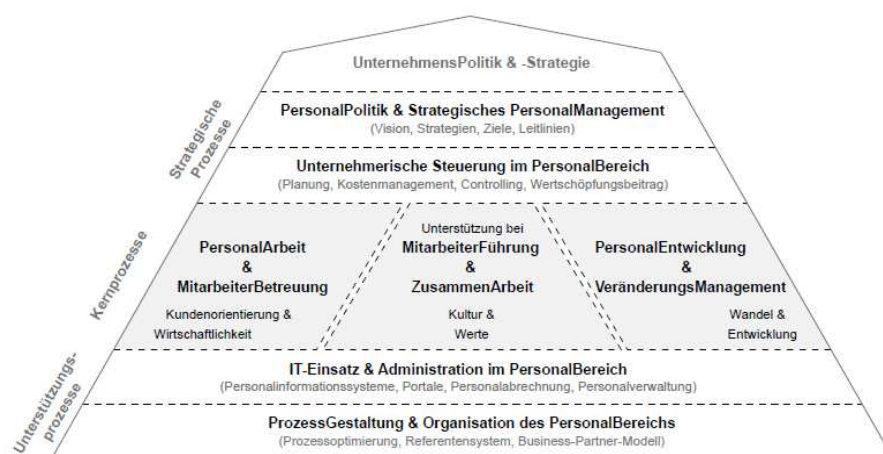 UnternehmensPolitik & -Strategie
PersonalPolitik & Strategisches PersonalManagement
(Vision, Strategien, Ziele, Leitlinien)
Unternehmerische Steuerung im PersonalBereich
(Planung, Kostenmanagement, Controlling, Wertschöpfungsbeitrag)
Strategische
Prozesse
PersonalArbeit
&
MitarbeiterBetreuung
Kundenorientierung &
Wirtschaftlichkeit
Unterstützung bei
MitarbeiterFührung
&
ZusammenArbeit
Kultur &
Werte
PersonalEntwicklung
&
VeränderungsManagement
Wandel &
Entwicklung
Kernprozesse
IT-Einsatz & Administration im PersonalBereich
(Personalinformationssysteme, Portale, Personalabrechnung, Personalverwaltung)
ProzessGestaltung & Organisation des PersonalBereichs
(Prozessoptimierung, Referentensystem, Business-Partner-Modell)
Unterstützungs-
prozesse